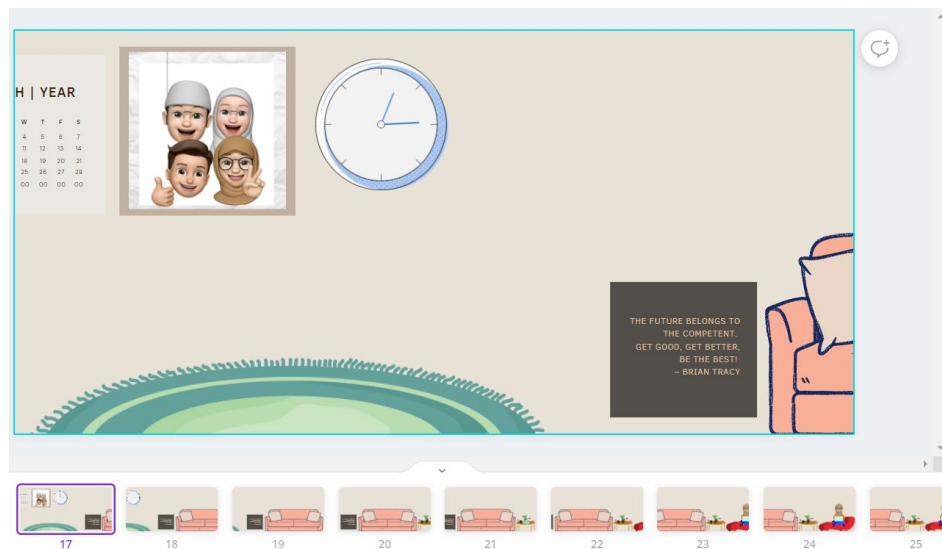 H | YEAR
W T F S
4 5 6 7
11 12 13 14
18 19 20 21
25 26 27 28
00 00 00 00
THE FUTURE BELONGS TO
THE COMPETENT.
GET GOOD, GET BETTER,
BE THE BEST!
– BRIAN TRACY
17 18 19 20 21 22 23 24 25